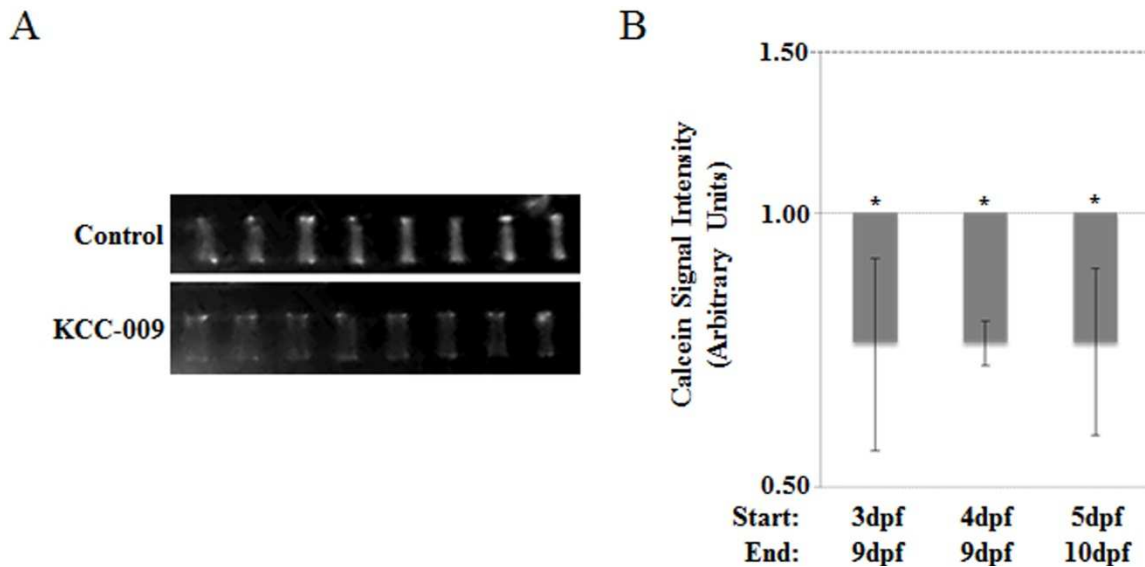 A
B
Control
KCC-009
Calcein Signal Intensity
(Arbitrary Units)
1.50
1.00
0.50
* * *
Start: 3dpf 4dpf 5dpf
End: 9dpf 9dpf 10dpf